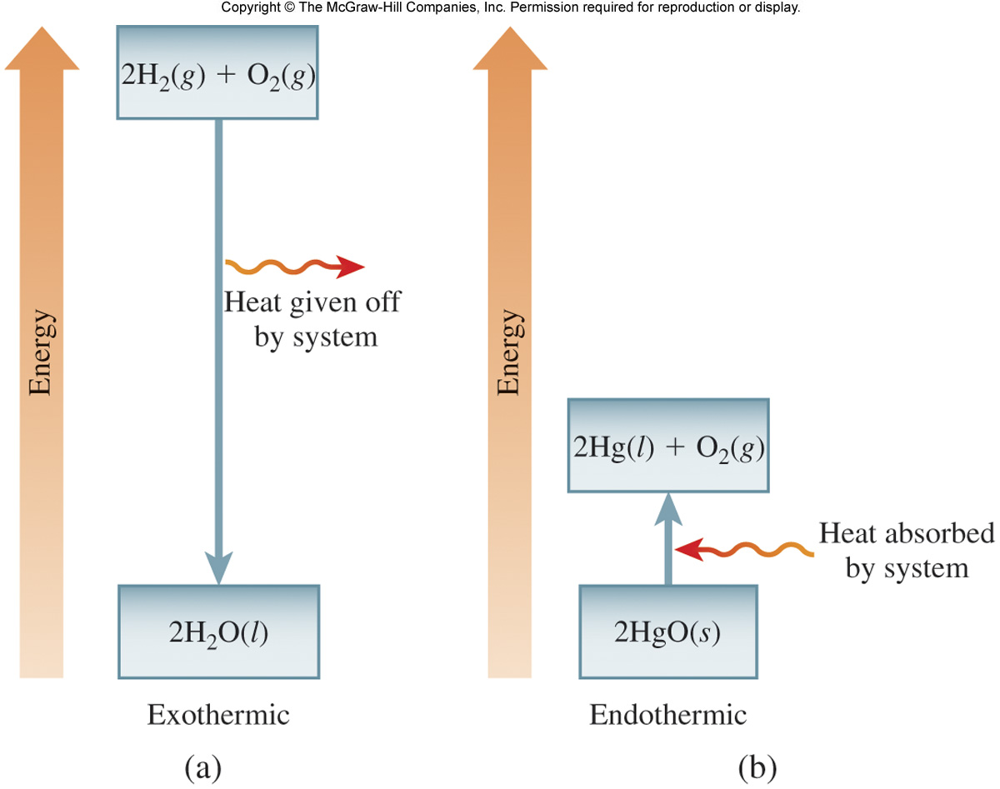 Copyright © The McGraw-Hill Companies, Inc. Permission required for reproduction or display.
Energy
2H₂(g) + O₂(g)
Heat given off
by system
2H₂O(l)
Exothermic
(a)
Energy
2Hg(l) + O₂(g)
Heat absorbed
by system
2HgO(s)
Endothermic
(b)